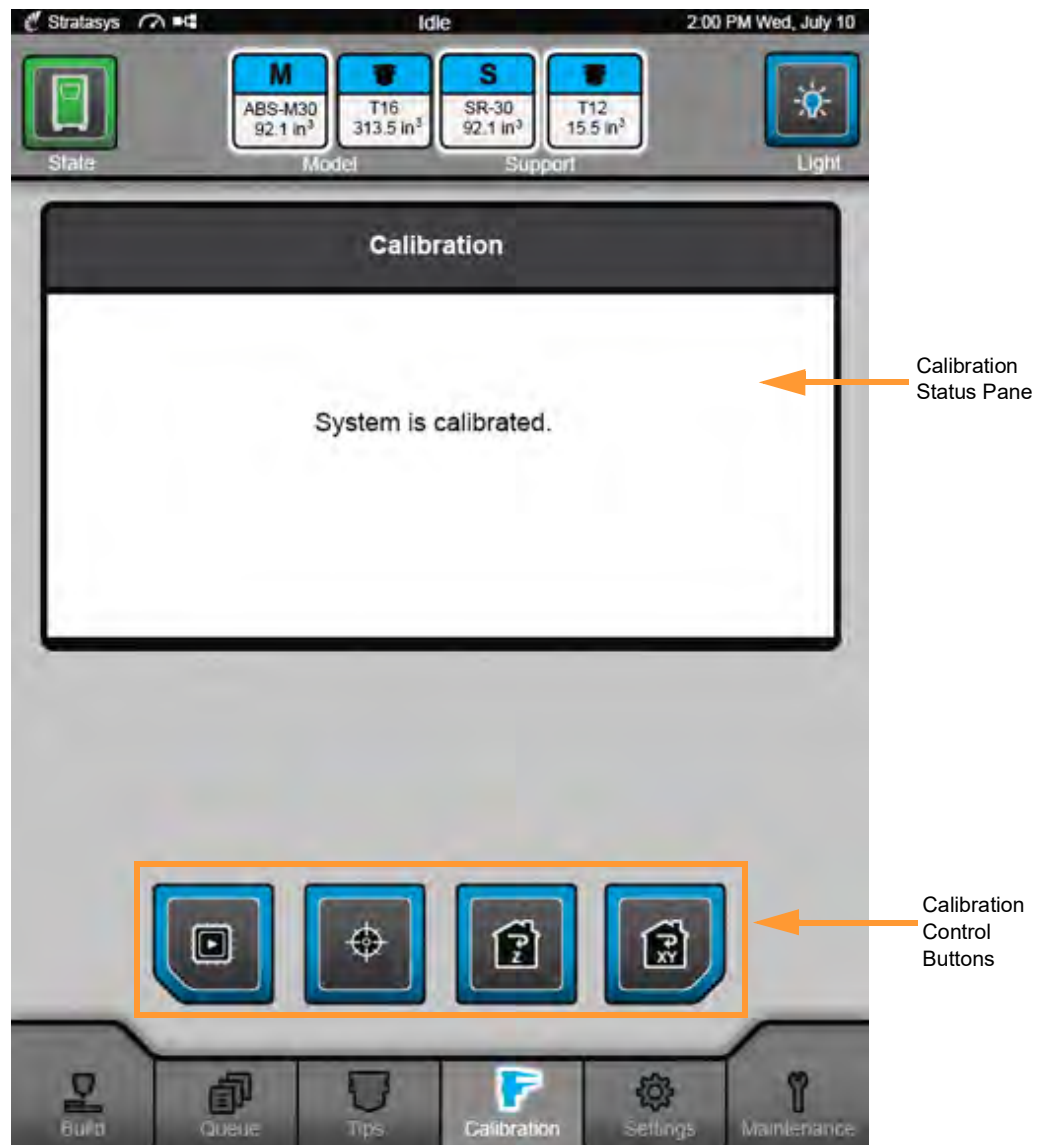 Stratasys Idle 2:00 PM Wed, July 10
M S
ABS-M30 T16 SR-30 T12
92.1 in³ 313.5 in³ 92.1 in³ 15.5 in³
State Model Support Light
Calibration
System is calibrated.
Calibration
Status Pane
Z XY
Calibration
Control
Buttons
Build Queue Tips Calibration Settings Maintenance